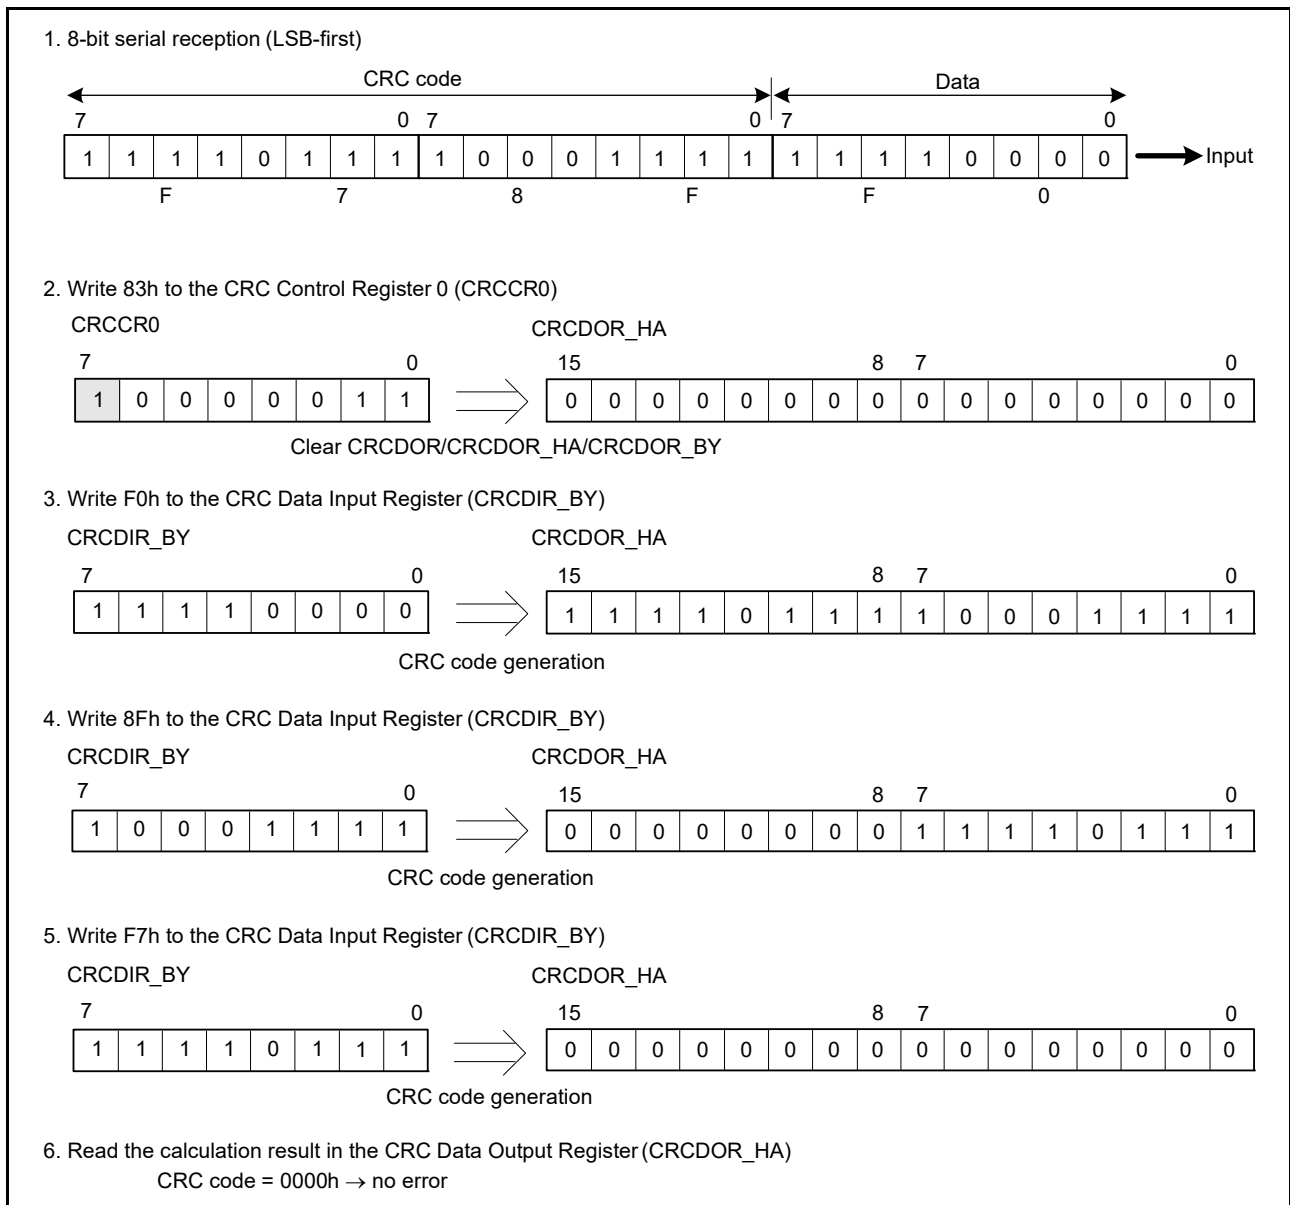 1. 8-bit serial reception (LSB-first)
CRC code Data
7 0 7 0 7 0
1 1 1 1 0 1 1 1 1 0 0 0 1 1 1 1 1 1 1 1 0 0 0 0 Input
F 7 8 F F 0
2. Write 83h to the CRC Control Register 0 (CRCCR0)
CRCCR0 CRCDOR_HA
7 0 15 8 7 0
1 0 0 0 0 0 1 1 0 0 0 0 0 0 0 0 0 0 0 0 0 0 0 0
Clear CRCDOR/CRCDOR_HA/CRCDOR_BY
3. Write F0h to the CRC Data Input Register (CRCDIR_BY)
CRCDIR_BY CRCDOR_HA
7 0 15 8 7 0
1 1 1 1 0 0 0 0 1 1 1 1 0 1 1 1 1 0 0 0 1 1 1 1
CRC code generation
4. Write 8Fh to the CRC Data Input Register (CRCDIR_BY)
CRCDIR_BY CRCDOR_HA
7 0 15 8 7 0
1 0 0 0 1 1 1 1 0 0 0 0 0 0 0 0 1 1 1 1 0 1 1 1
CRC code generation
5. Write F7h to the CRC Data Input Register (CRCDIR_BY)
CRCDIR_BY CRCDOR_HA
7 0 15 8 7 0
1 1 1 1 0 1 1 1 0 0 0 0 0 0 0 0 0 0 0 0 0 0 0 0
CRC code generation
6. Read the calculation result in the CRC Data Output Register (CRCDOR_HA)
CRC code = 0000h → no error